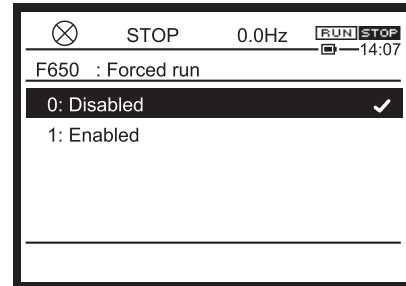 STOP 0.0Hz RUN STOP
14:07
F650 : Forced run
0: Disabled
1: Enabled